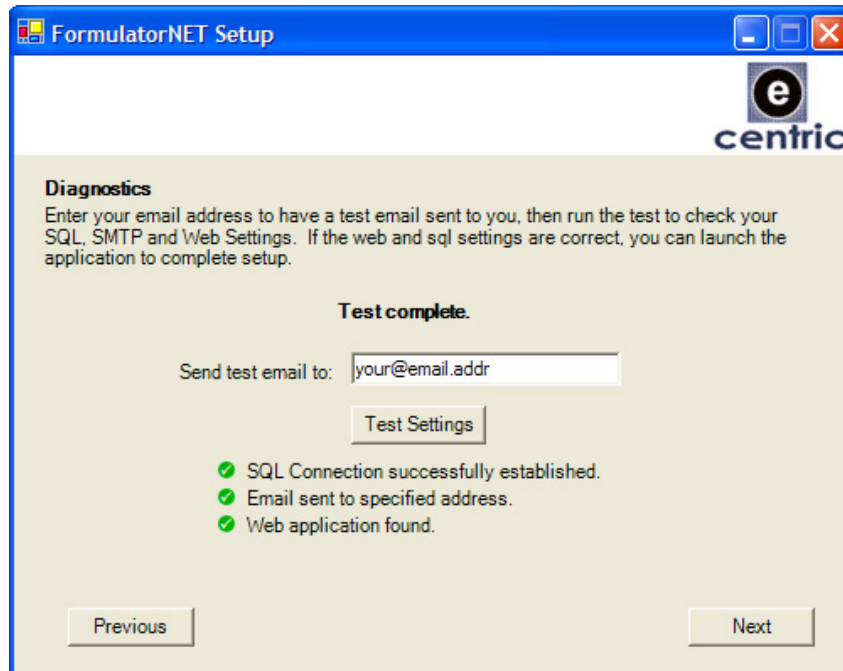 FormulatorNET Setup
e
centric
Diagnostics
Enter your email address to have a test email sent to you, then run the test to check your
SQL, SMTP and Web Settings.  If the web and sql settings are correct, you can launch the
application to complete setup.
Test complete.
Send test email to: your@email.addr
Test Settings
SQL Connection successfully established.
Email sent to specified address.
Web application found.
Previous Next